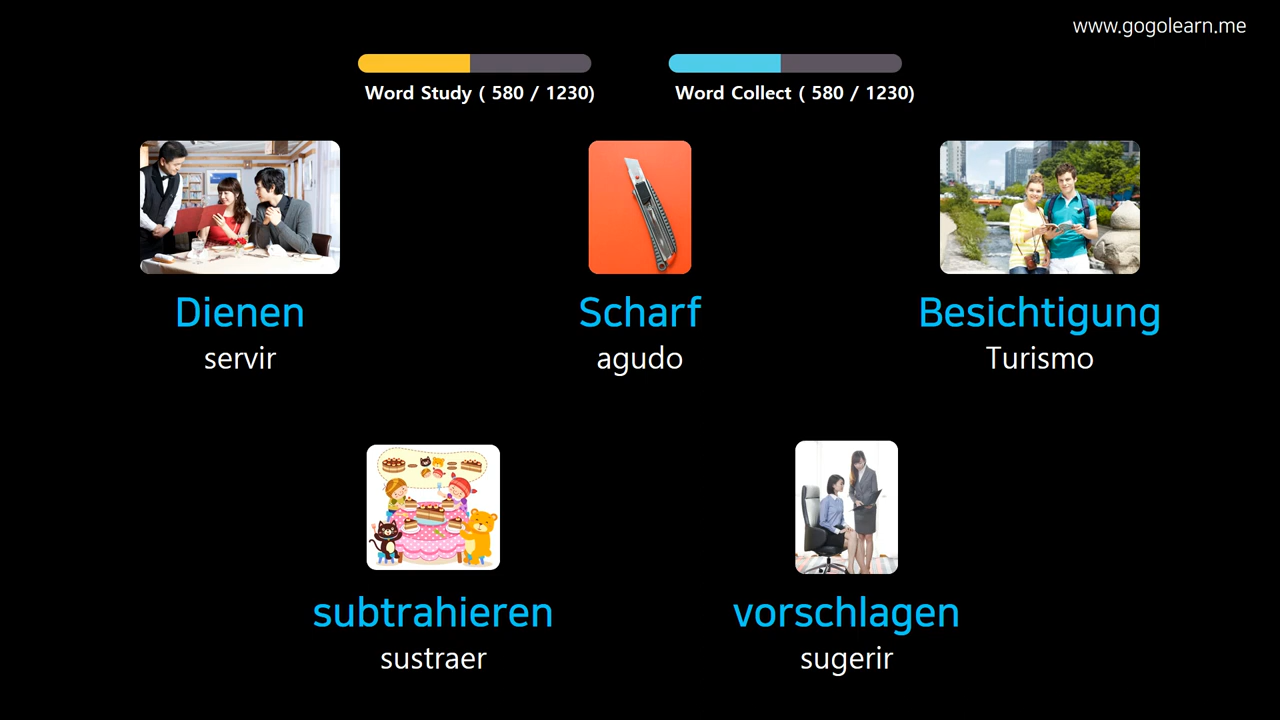 www.gogolearn.me
Word Study ( 580 / 1230)
Word Collect ( 580 / 1230)
Dienen
servir
Scharf
agudo
Besichtigung
Turismo
subtrahieren
sustraer
vorschlagen
sugerir